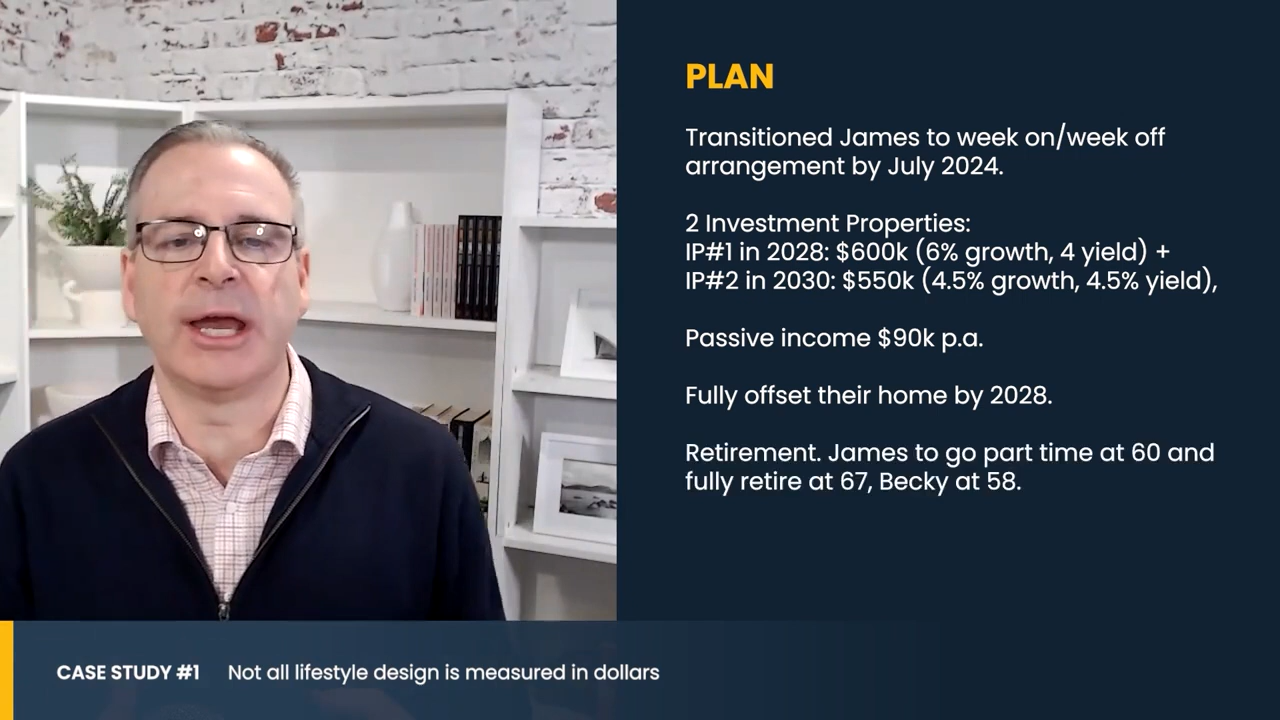 PLAN
Transitioned James to week on/week off
arrangement by July 2024.
2 Investment Properties:
IP#1 in 2028: $600k (6% growth, 4 yield) +
IP#2 in 2030: $550k (4.5% growth, 4.5% yield),
Passive income $90k p.a.
Fully offset their home by 2028.
Retirement. James to go part time at 60 and
fully retire at 67, Becky at 58.
CASE STUDY #1 Not all lifestyle design is measured in dollars